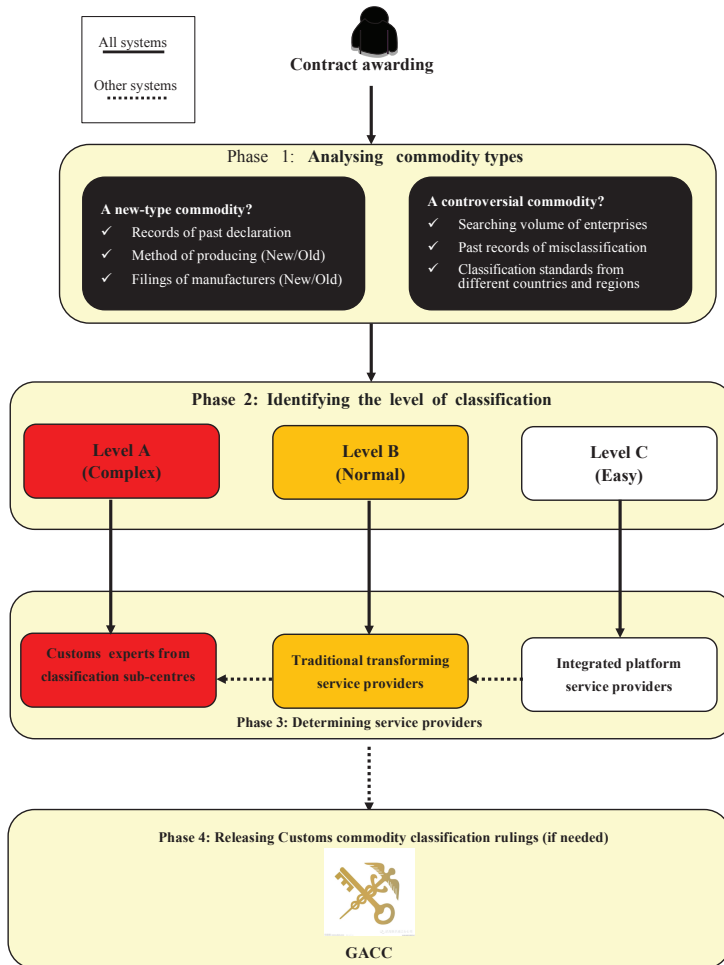 All systems
Other systems
Contract awarding
Phase 1: Analysing commodity types
A new-type commodity?
✓ Records of past declaration
✓ Method of producing (New/Old)
✓ Filings of manufacturers (New/Old)
A controversial commodity?
✓ Searching volume of enterprises
✓ Past records of misclassification
✓ Classification standards from
different countries and regions
Phase 2: Identifying the level of classification
Level A
(Complex)
Level B
(Normal)
Level C
(Easy)
Customs experts from
classification sub-centres
Traditional transforming
service providers
Integrated platform
service providers
Phase 3: Determining service providers
Phase 4: Releasing Customs commodity classification rulings (if needed)
GACC